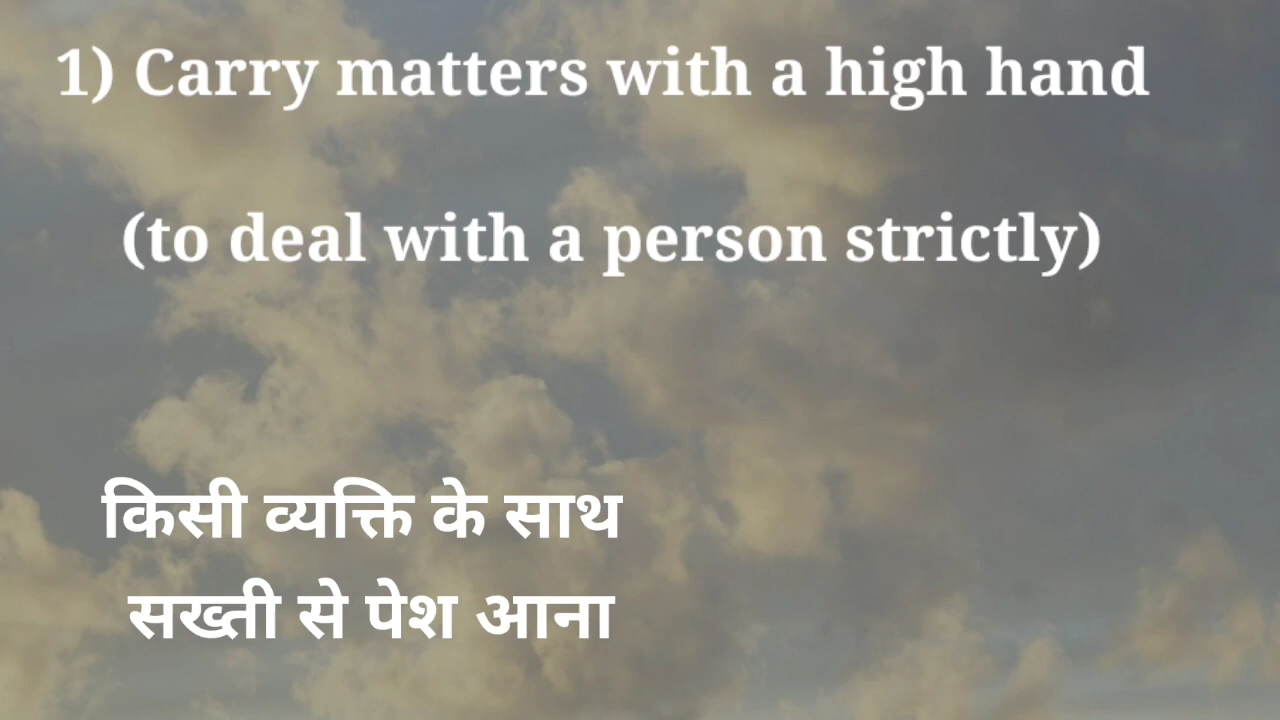 1) Carry matters with a high hand
(to deal with a person strictly)
किसी व्यक्ति के साथ
सख्ती से पेश आना